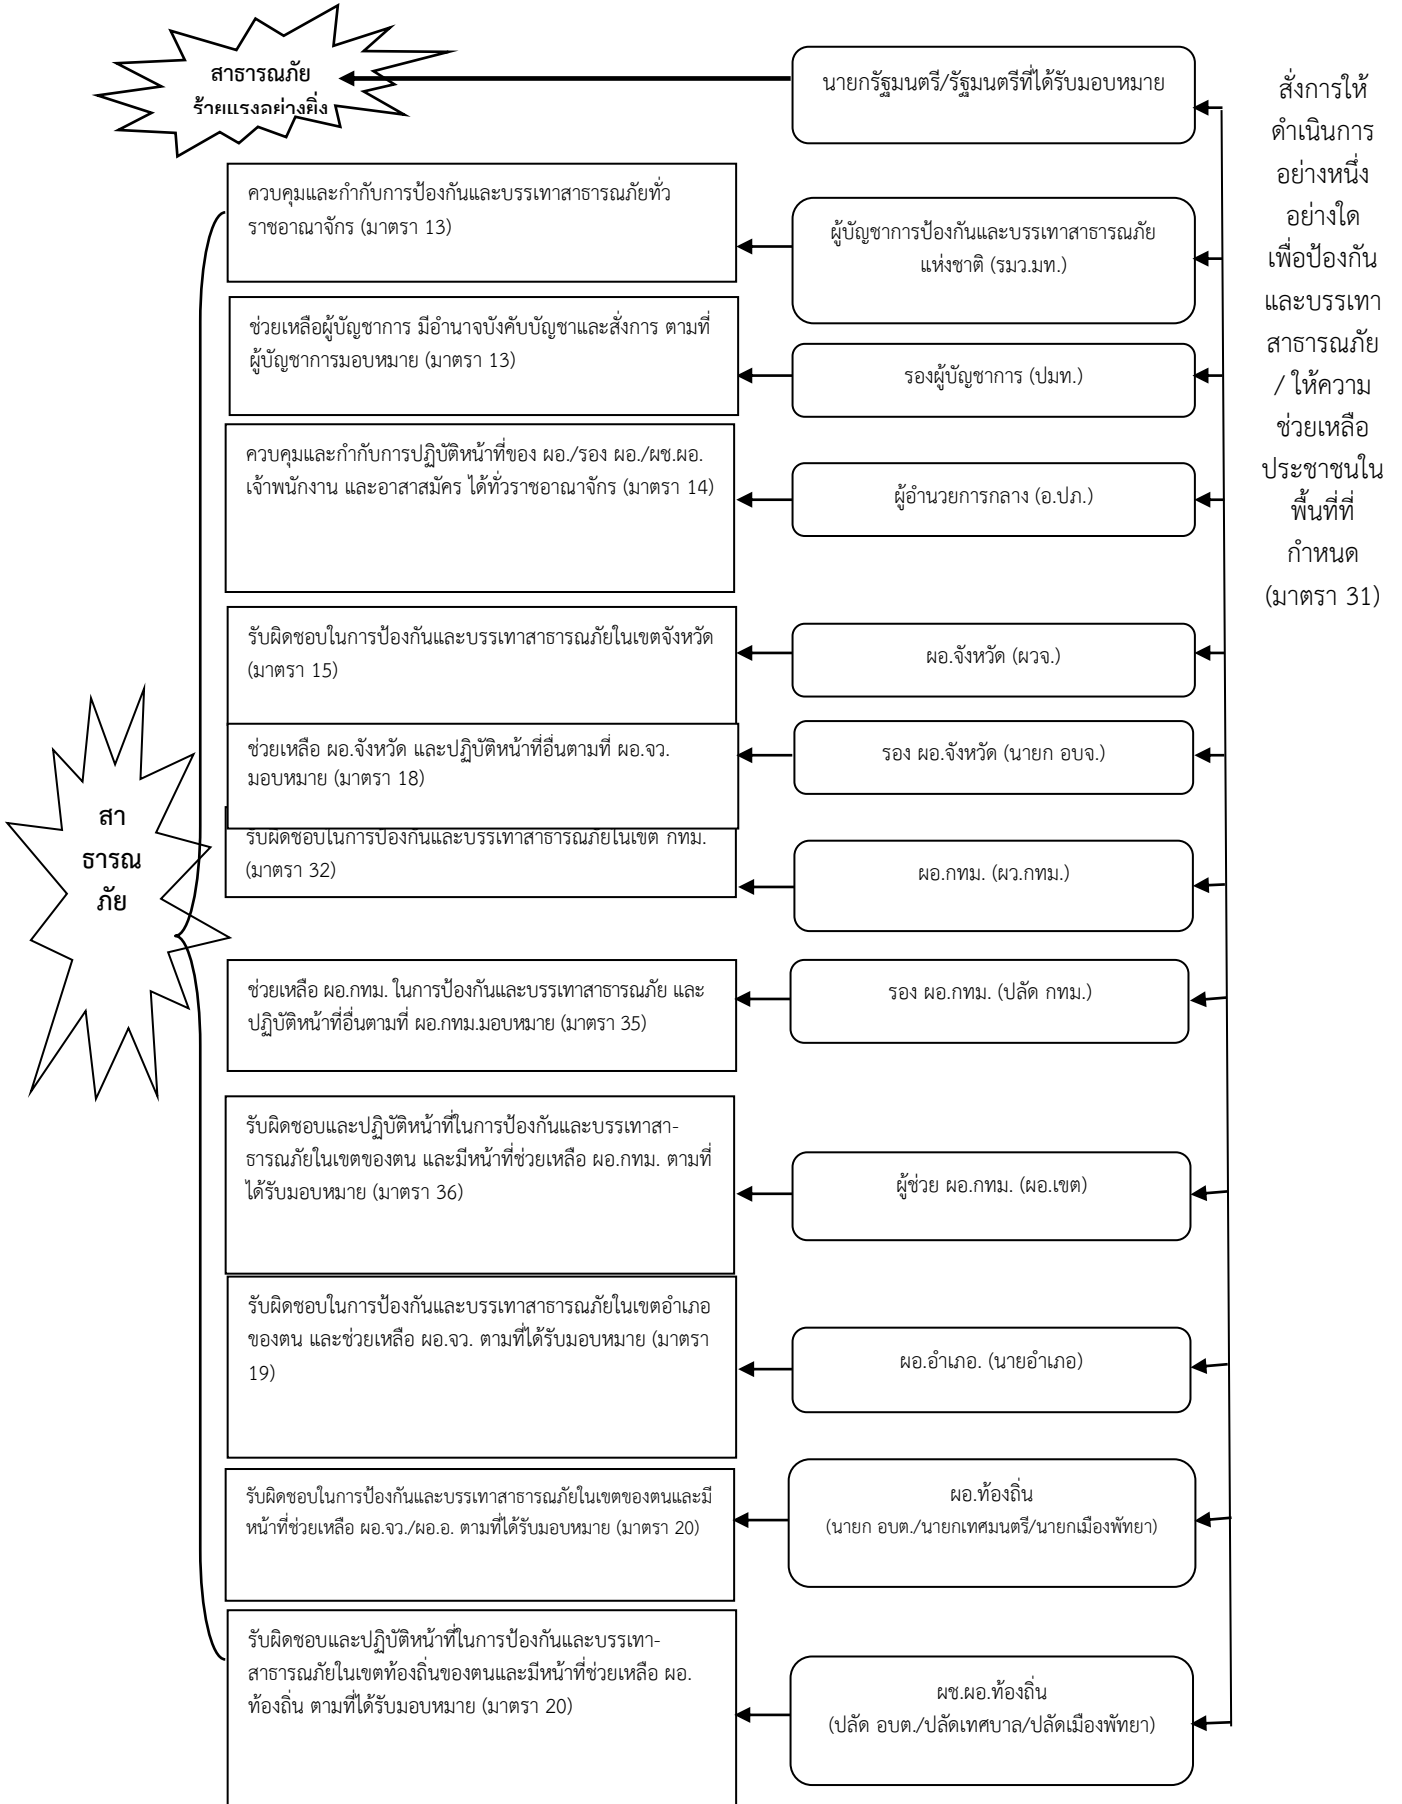 สาธารณภัย
ร้ายแรงอย่างยิ่ง
นายกรัฐมนตรี/รัฐมนตรีที่ได้รับมอบหมาย
สั่งการให้
ดำเนินการ
อย่างหนึ่ง
อย่างใด
เพื่อป้องกัน
และบรรเทา
สาธารณภัย
/ ให้ความ
ช่วยเหลือ
ประชาชนใน
พื้นที่ที่
กำหนด
(มาตรา 31)
ควบคุมและกำกับการป้องกันและบรรเทาสาธารณภัยทั่ว
ราชอาณาจักร (มาตรา 13)
ผู้บัญชาการป้องกันและบรรเทาสาธารณภัย
แห่งชาติ (รมว.มท.)
ช่วยเหลือผู้บัญชาการ มีอำนาจบังคับบัญชาและสั่งการ ตามที่
ผู้บัญชาการมอบหมาย (มาตรา 13)
รองผู้บัญชาการ (ปมท.)
ควบคุมและกำกับการปฏิบัติหน้าที่ของ ผอ./รอง ผอ./ผช.ผอ.
เจ้าพนักงาน และอาสาสมัคร ได้ทั่วราชอาณาจักร (มาตรา 14)
ผู้อำนวยการกลาง (อ.ปภ.)
รับผิดชอบในการป้องกันและบรรเทาสาธารณภัยในเขตจังหวัด
(มาตรา 15)
ผอ.จังหวัด (ผวจ.)
ช่วยเหลือ ผอ.จังหวัด และปฏิบัติหน้าที่อื่นตามที่ ผอ.จว.
มอบหมาย (มาตรา 18)
รอง ผอ.จังหวัด (นายก อบจ.)
สา
ธารณ
ภัย
รับผิดชอบในการป้องกันและบรรเทาสาธารณภัยในเขต กทม.
(มาตรา 32)
ผอ.กทม. (ผว.กทม.)
ช่วยเหลือ ผอ.กทม. ในการป้องกันและบรรเทาสาธารณภัย และ
ปฏิบัติหน้าที่อื่นตามที่ ผอ.กทม.มอบหมาย (มาตรา 35)
รอง ผอ.กทม. (ปลัด กทม.)
รับผิดชอบและปฏิบัติหน้าที่ในการป้องกันและบรรเทาสา-
ธารณภัยในเขตของตน และมีหน้าที่ช่วยเหลือ ผอ.กทม. ตามที่
ได้รับมอบหมาย (มาตรา 36)
ผู้ช่วย ผอ.กทม. (ผอ.เขต)
รับผิดชอบในการป้องกันและบรรเทาสาธารณภัยในเขตอำเภอ
ของตน และช่วยเหลือ ผอ.จว. ตามที่ได้รับมอบหมาย (มาตรา
19)
ผอ.อำเภอ. (นายอำเภอ)
รับผิดชอบในการป้องกันและบรรเทาสาธารณภัยในเขตของตนและมี
หน้าที่ช่วยเหลือ ผอ.จว./ผอ.อ. ตามที่ได้รับมอบหมาย (มาตรา 20)
ผอ.ท้องถิ่น
(นายก อบต./นายกเทศมนตรี/นายกเมืองพัทยา)
รับผิดชอบและปฏิบัติหน้าที่ในการป้องกันและบรรเทา-
สาธารณภัยในเขตท้องถิ่นของตนและมีหน้าที่ช่วยเหลือ ผอ.
ท้องถิ่น ตามที่ได้รับมอบหมาย (มาตรา 20)
ผช.ผอ.ท้องถิ่น
(ปลัด อบต./ปลัดเทศบาล/ปลัดเมืองพัทยา)